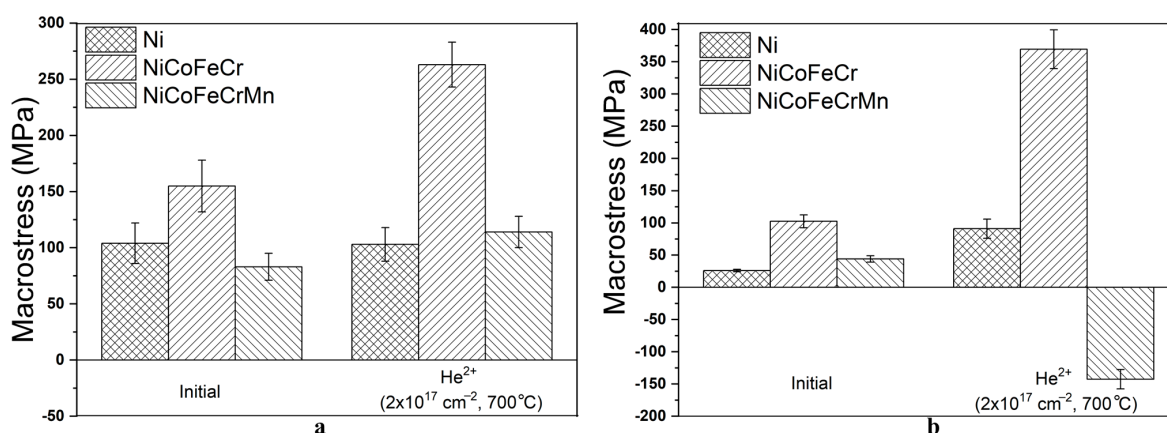 Macrostress (MPa)
300
250
200
150
100
50
0
-50
Ni
NiCoFeCr
NiCoFeCrMn
Initial
He²⁺
(2x10¹⁷ cm⁻², 700°C)
a
Macrostress (MPa)
400
350
300
250
200
150
100
50
0
-50
-100
-150
-200
Ni
NiCoFeCr
NiCoFeCrMn
Initial
He²⁺
(2x10¹⁷ cm⁻², 700°C)
b